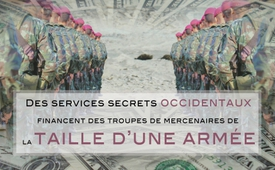 Des services secrets occidentaux
financent des troupes de mercenaires de
la taille d'une armée